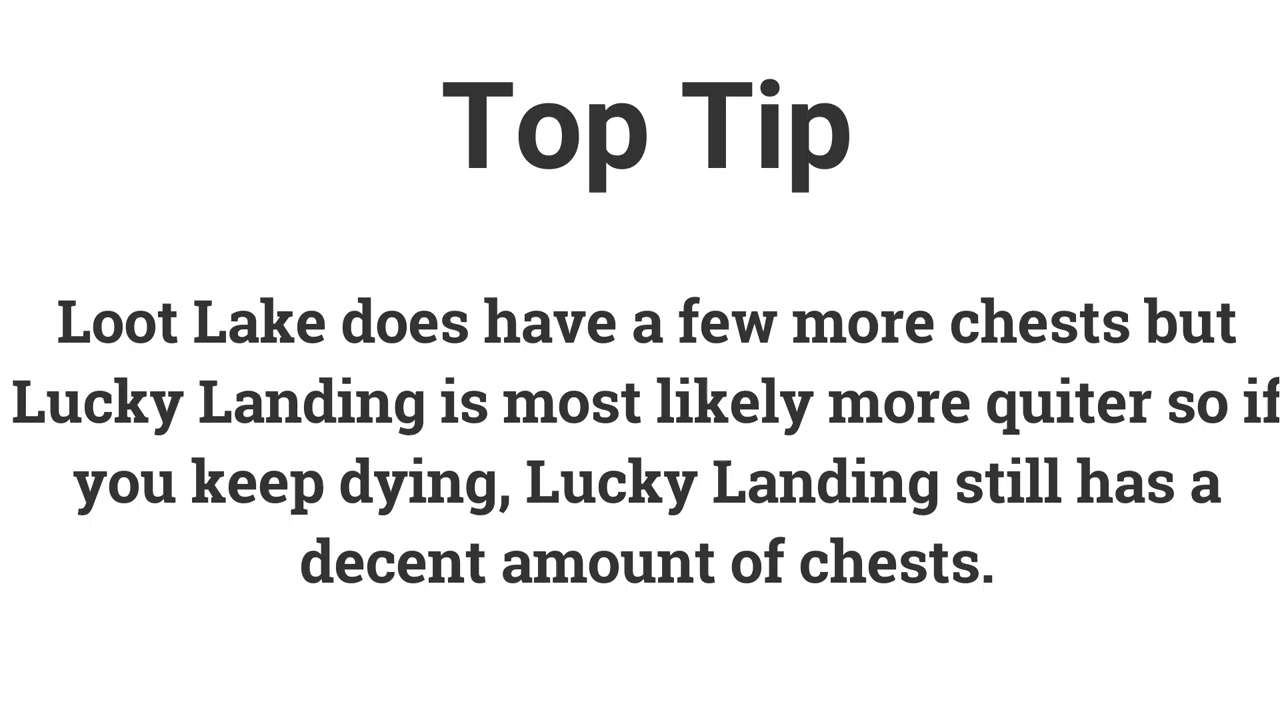 Top Tip
Loot Lake does have a few more chests but
Lucky Landing is most likely more quiter so if
you keep dying, Lucky Landing still has a
decent amount of chests.